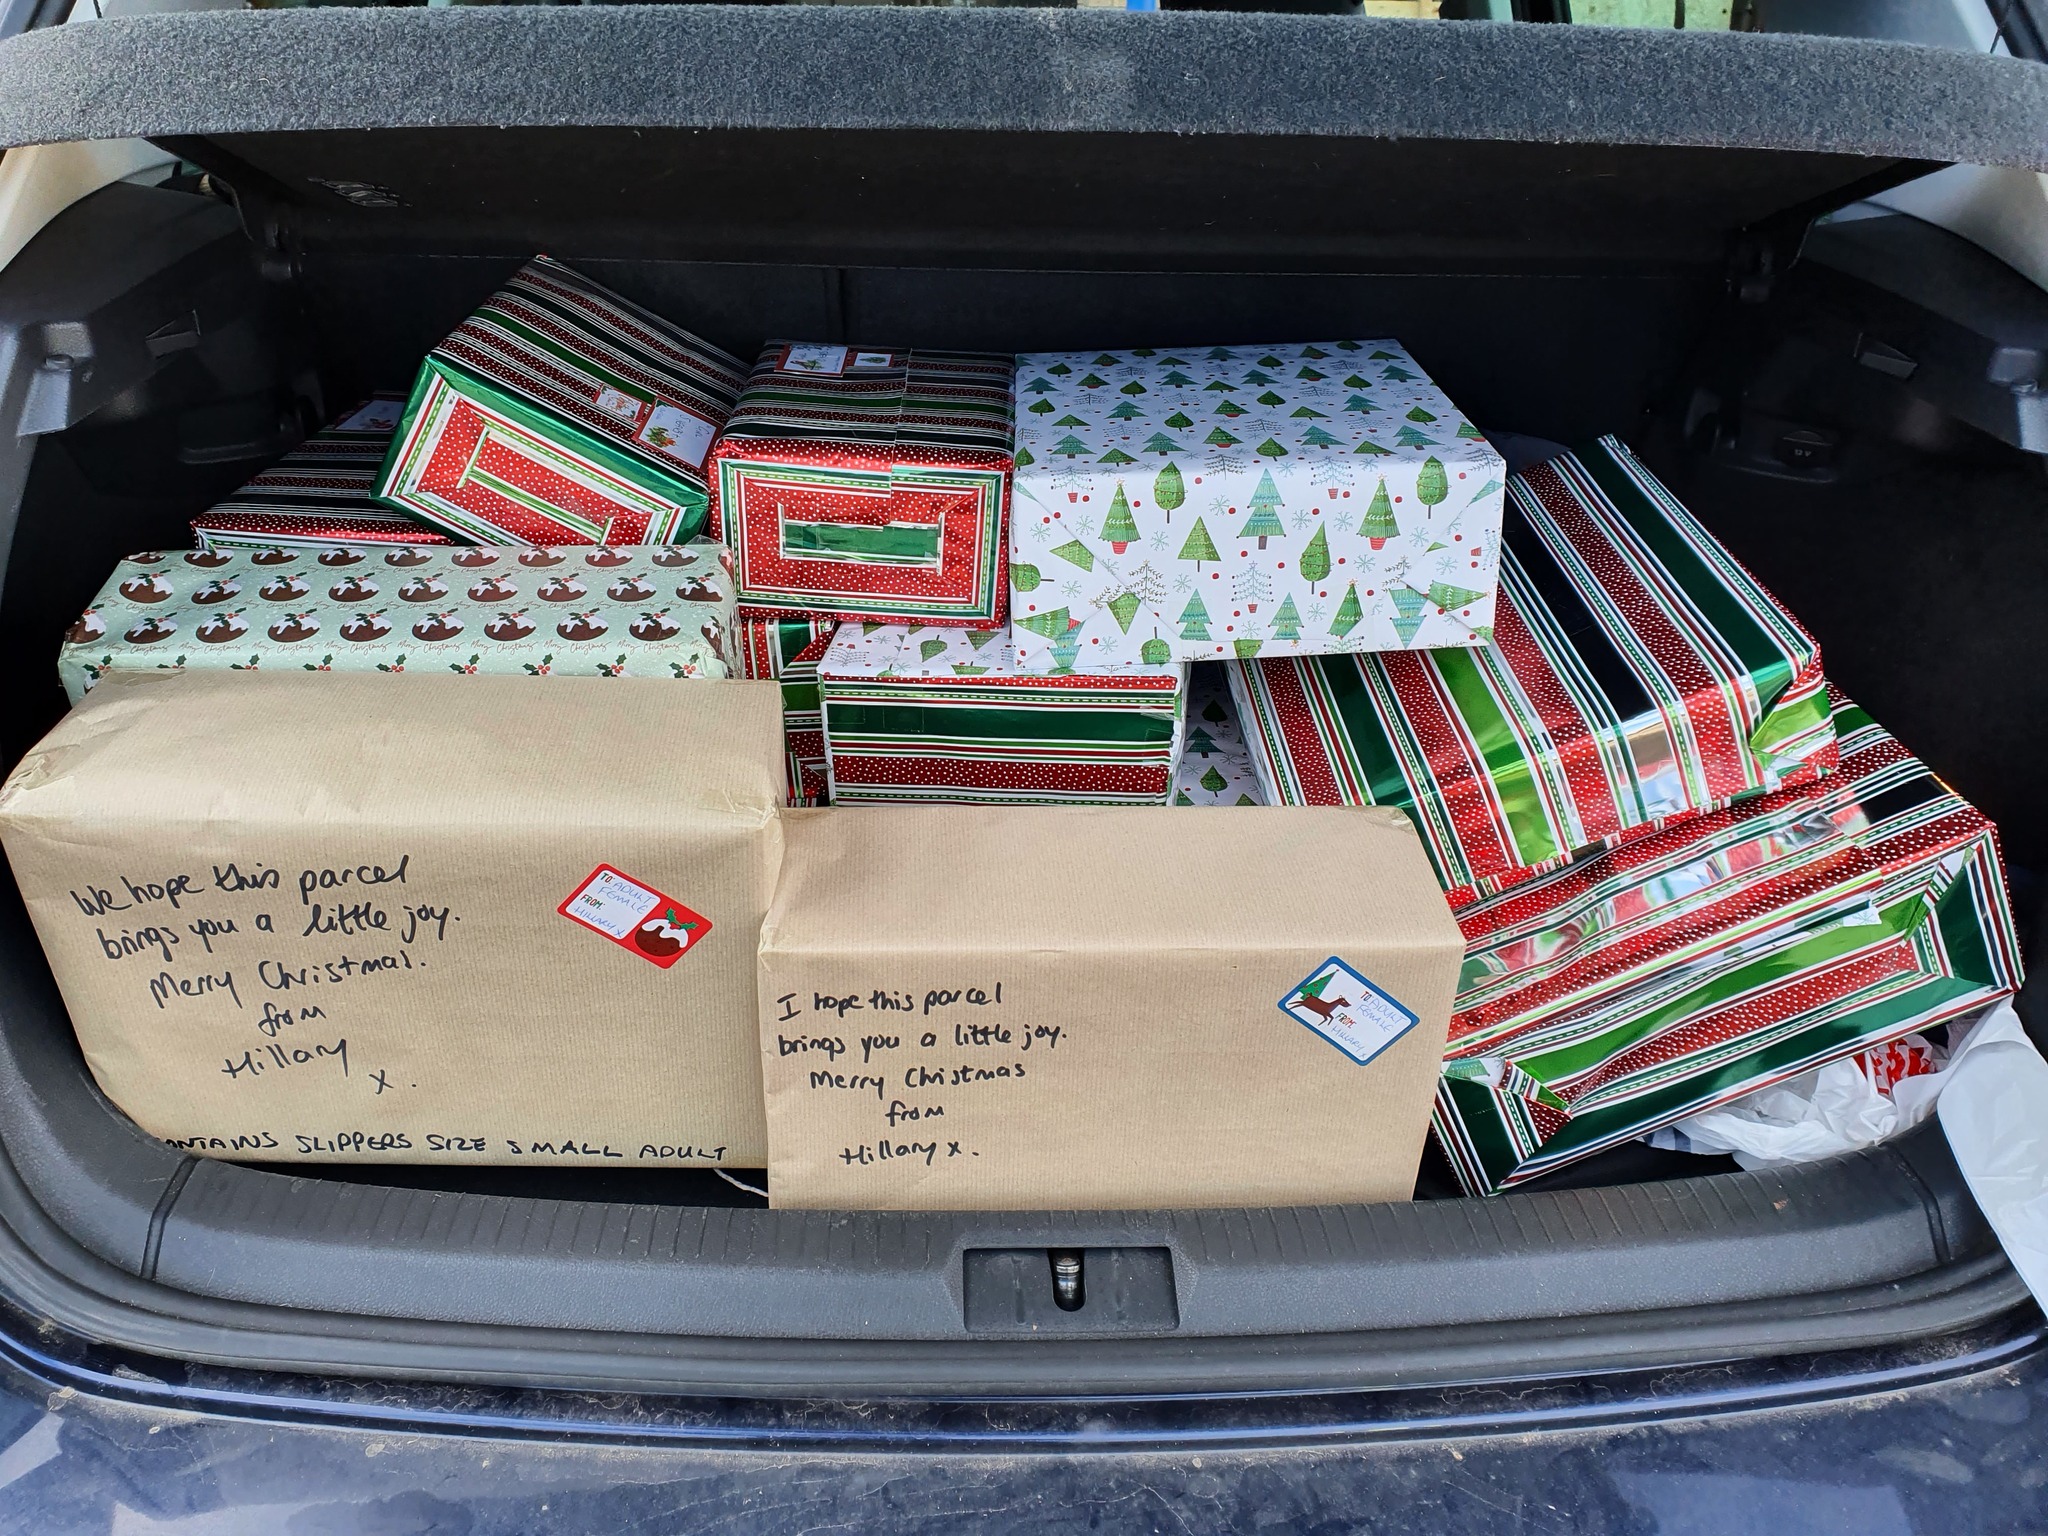 Merry Christmas
We hope this parcel
brings you a little joy.
Merry Christmas.
from
Hillary
x.
TO: ADULT
FEMALE
FROM:
HILLARY x
CONTAINS SLIPPERS SIZE SMALL ADULT
I hope this parcel
brings you a little joy.
Merry Christmas
from
Hillary x.
TO: ADULT
FEMALE
FROM:
HILLARY x
12V